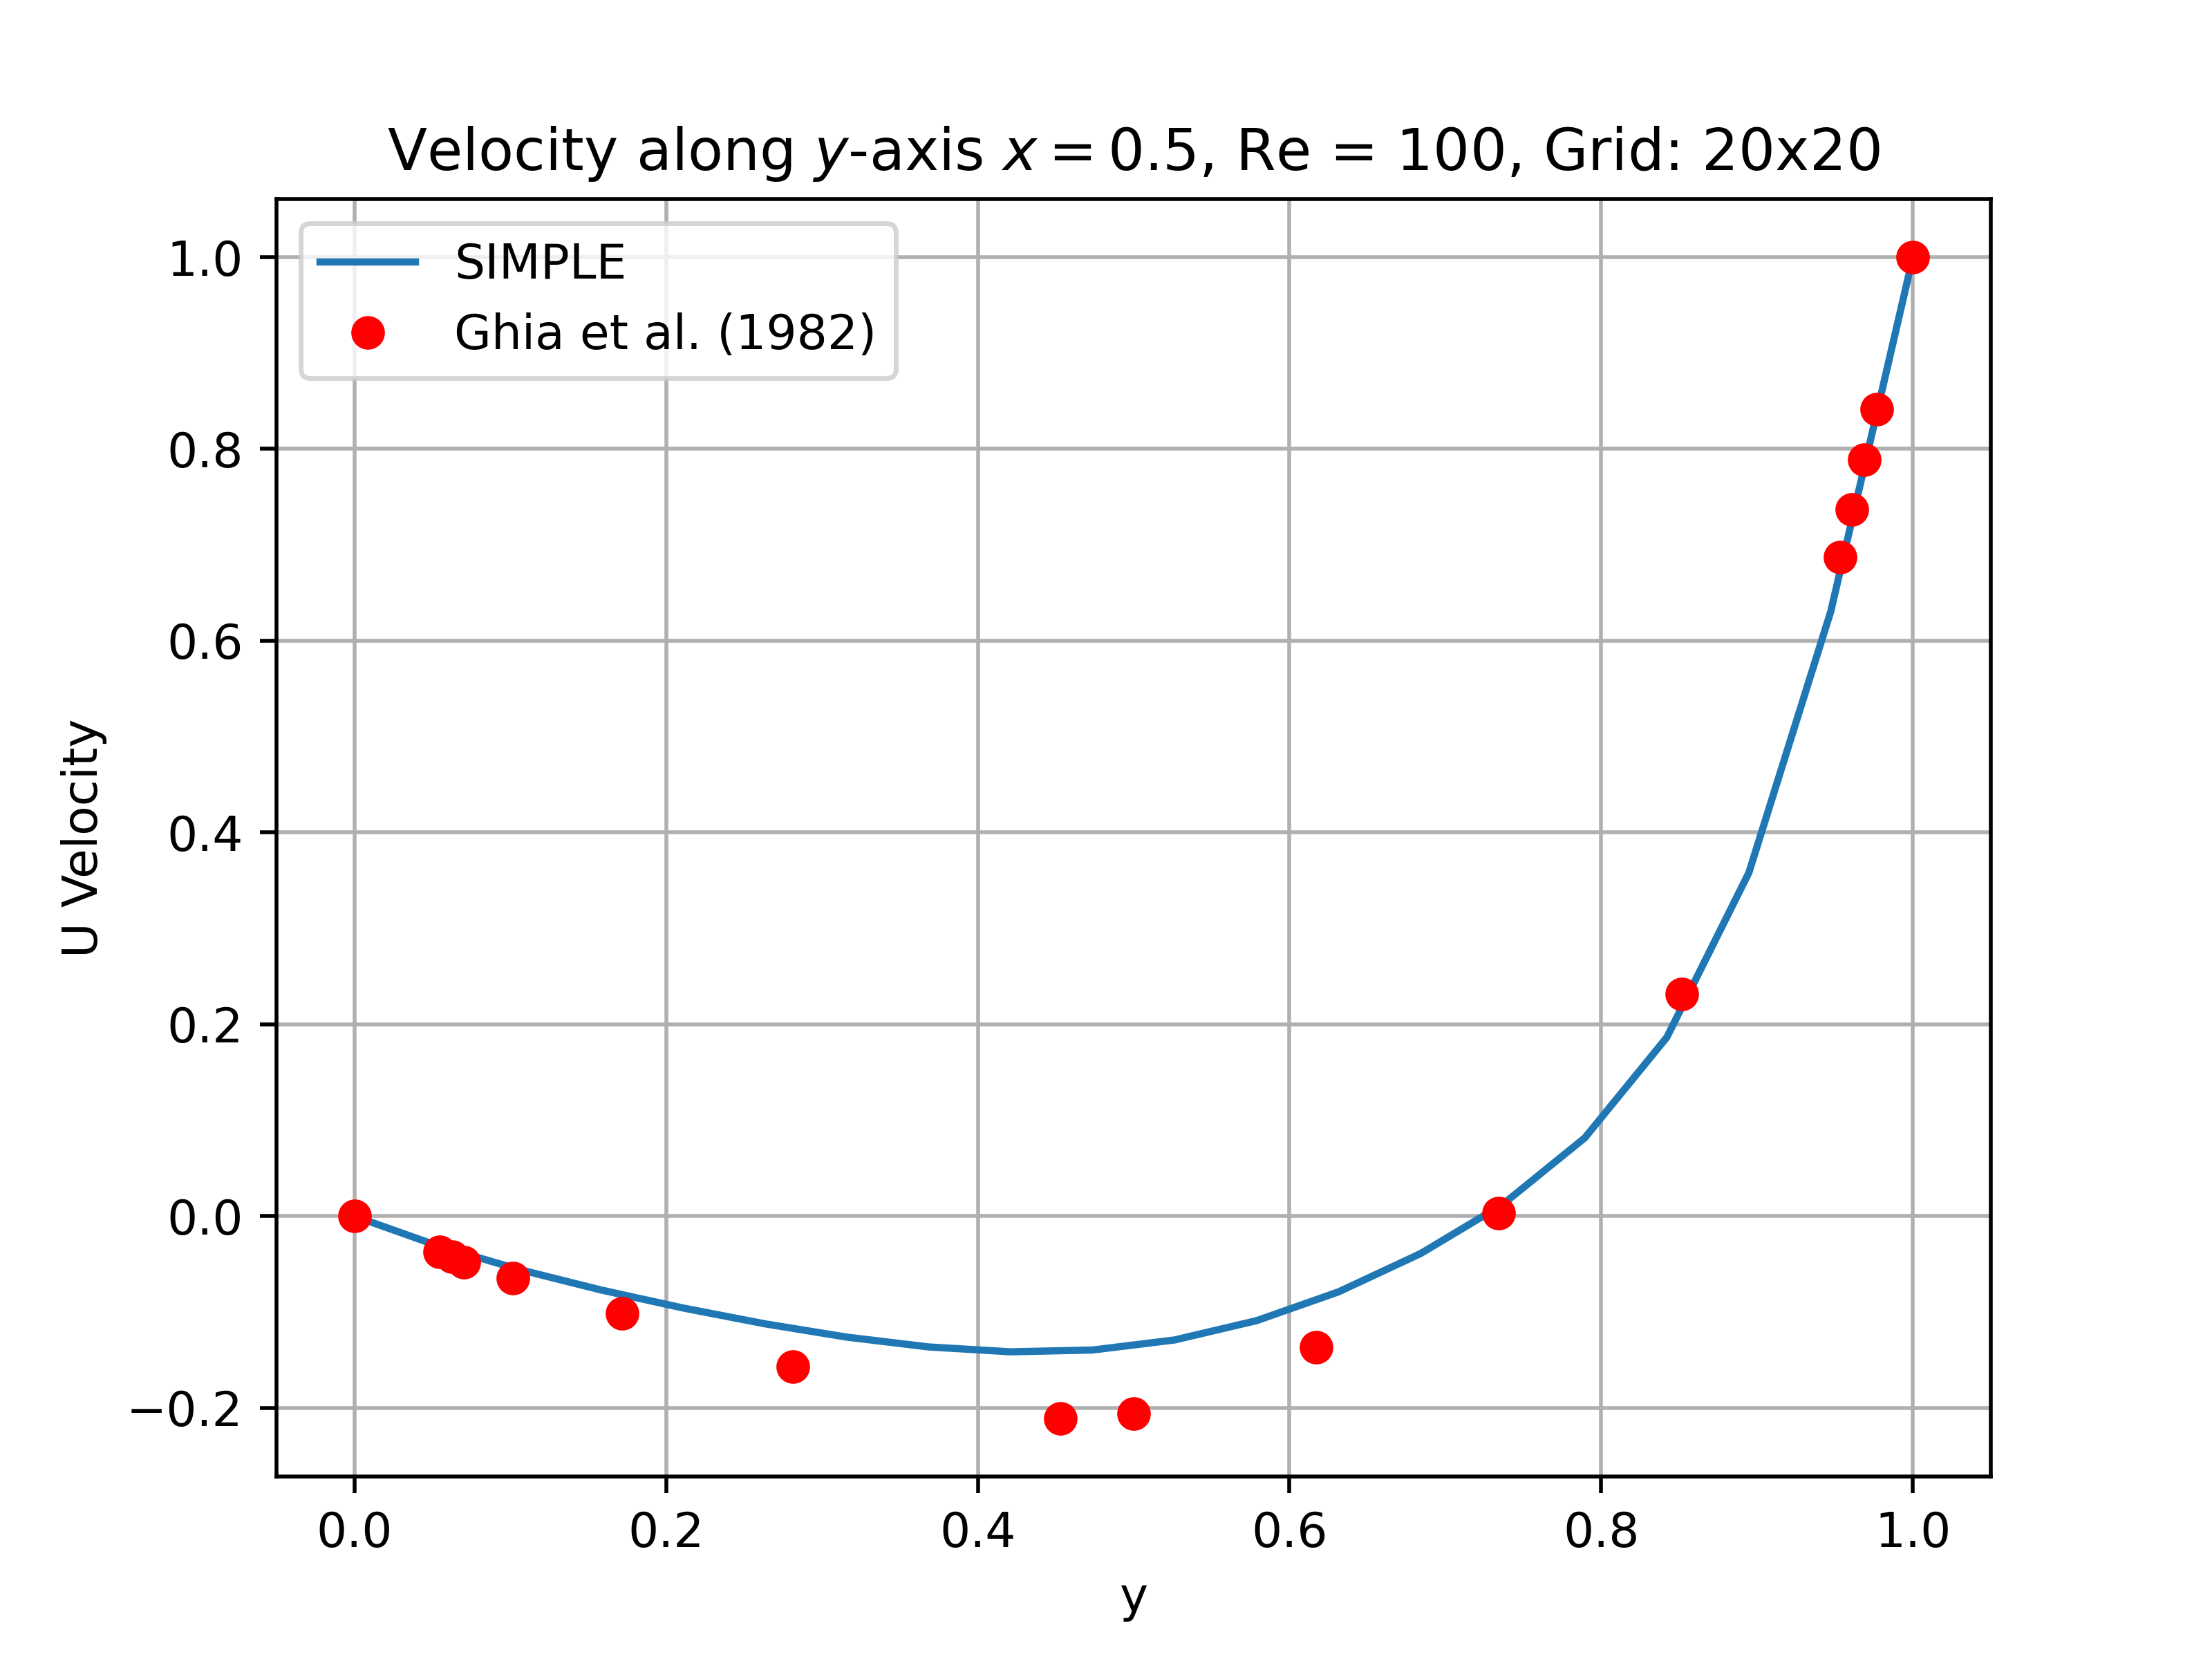 Velocity along y-axis x = 0.5, Re = 100, Grid: 20x20
SIMPLE
Ghia et al. (1982)
1.0
0.8
0.6
0.4
0.2
0.0
−0.2
U Velocity
0.0 0.2 0.4 0.6 0.8 1.0
y